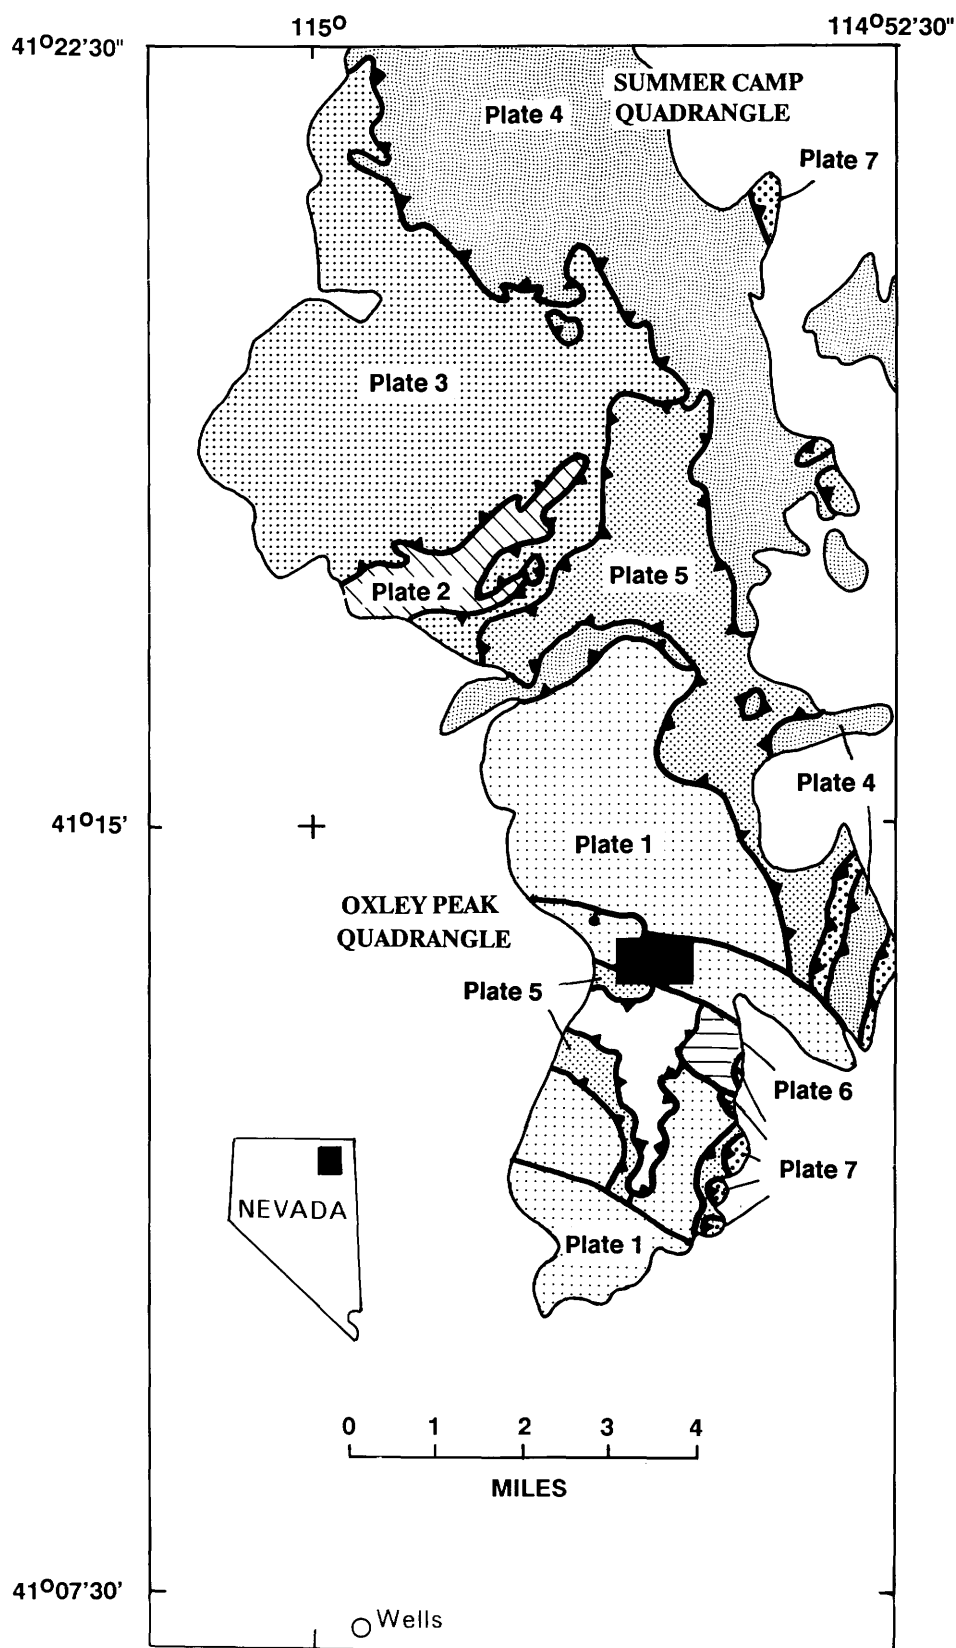 115° 114°52'30"
41°22'30"
SUMMER CAMP
QUADRANGLE
Plate 4
Plate 7
Plate 3
Plate 5
Plate 2
Plate 4
41°15'
Plate 1
OXLEY PEAK
QUADRANGLE
Plate 5
Plate 6
Plate 7
NEVADA
Plate 1
0 1 2 3 4
MILES
41°07'30'
Wells